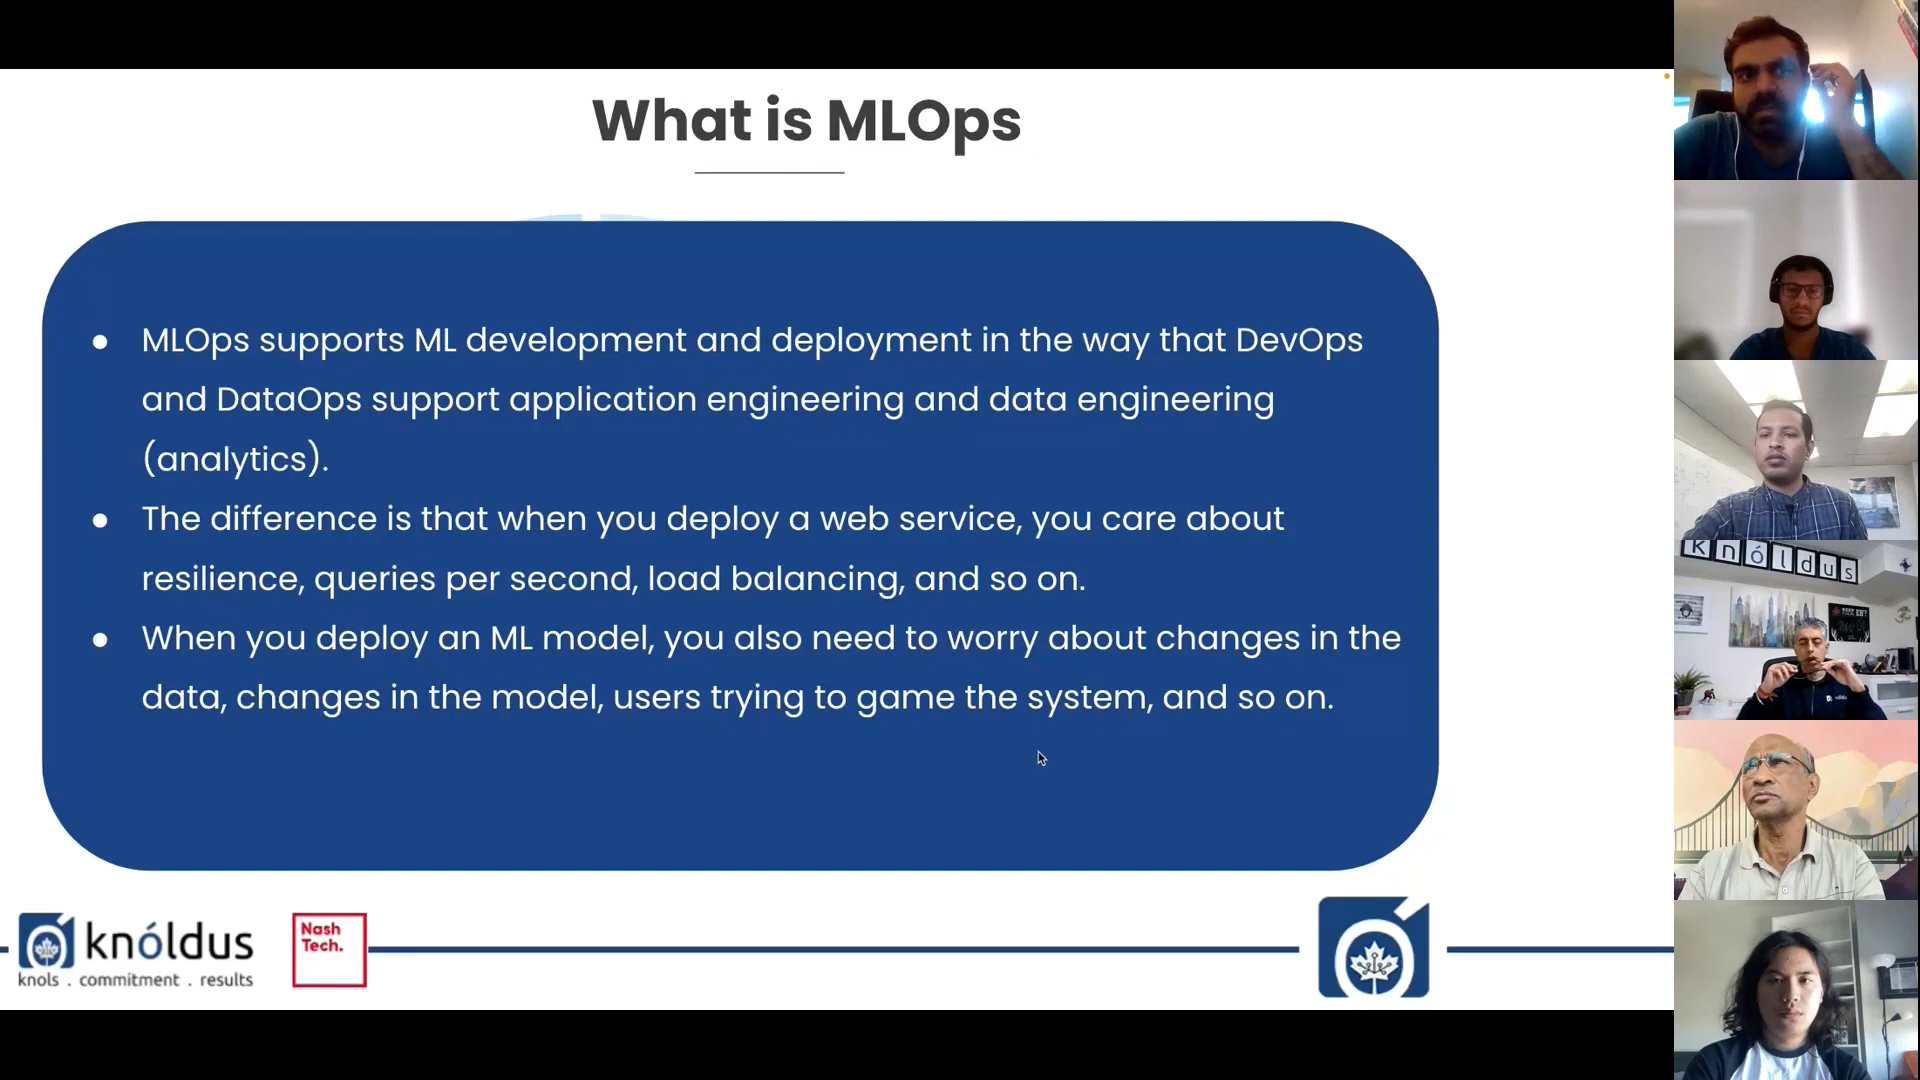 What is MLOps
● MLOps supports ML development and deployment in the way that DevOps
and DataOps support application engineering and data engineering
(analytics).
● The difference is that when you deploy a web service, you care about
resilience, queries per second, load balancing, and so on.
● When you deploy an ML model, you also need to worry about changes in the
data, changes in the model, users trying to game the system, and so on.
knóldus
knols . commitment . results
Nash
Tech.
knóldus